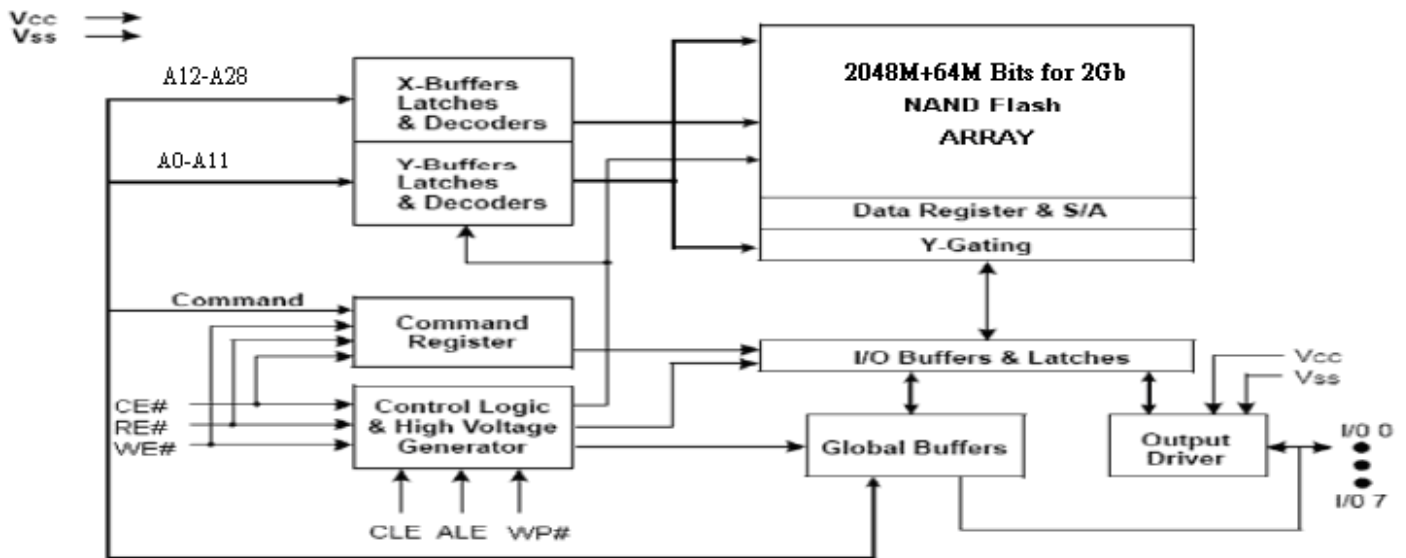 Vcc
Vss
A12-A28
X-Buffers
Latches
& Decoders
2048M+64M Bits for 2Gb
NAND Flash
ARRAY
A0-A11
Y-Buffers
Latches
& Decoders
Data Register & S/A
Y-Gating
Command
Command
Register
I/O Buffers & Latches
Vcc
Vss
CE#
RE#
WE#
Control Logic
& High Voltage
Generator
Global Buffers
Output
Driver
I/O 0
I/O 7
CLE ALE WP#